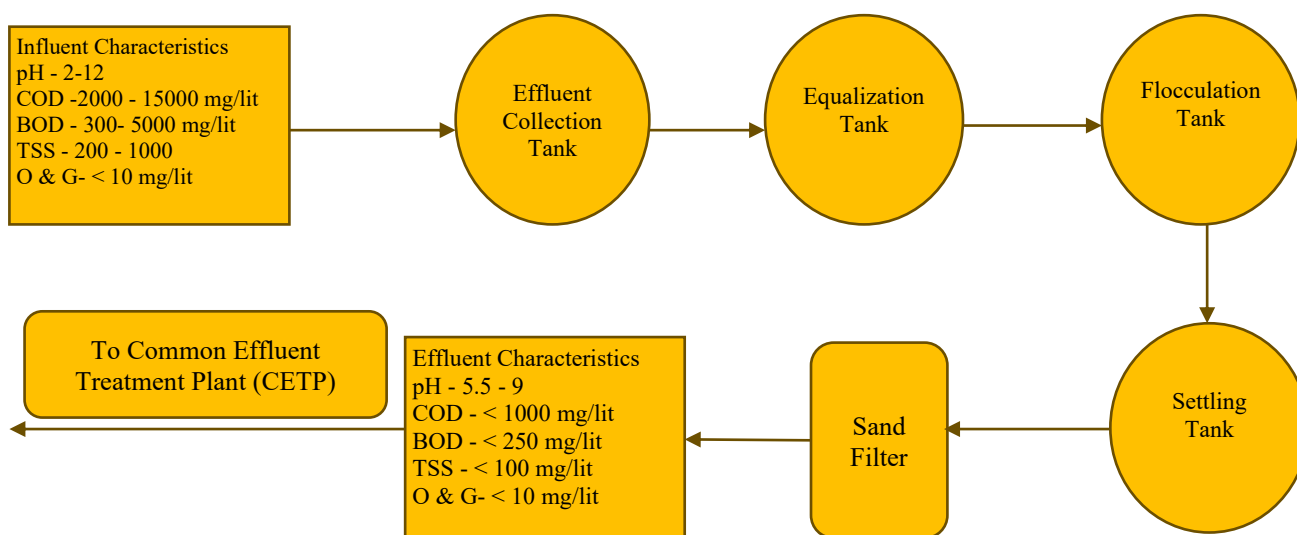 Influent Characteristics
pH - 2-12
COD -2000 - 15000 mg/lit
BOD - 300- 5000 mg/lit
TSS - 200 - 1000
O & G- < 10 mg/lit
Effluent
Collection
Tank
Equalization
Tank
Flocculation
Tank
To Common Effluent
Treatment Plant (CETP)
Effluent Characteristics
pH - 5.5 - 9
COD - < 1000 mg/lit
BOD - < 250 mg/lit
TSS - < 100 mg/lit
O & G- < 10 mg/lit
Sand
Filter
Settling
Tank